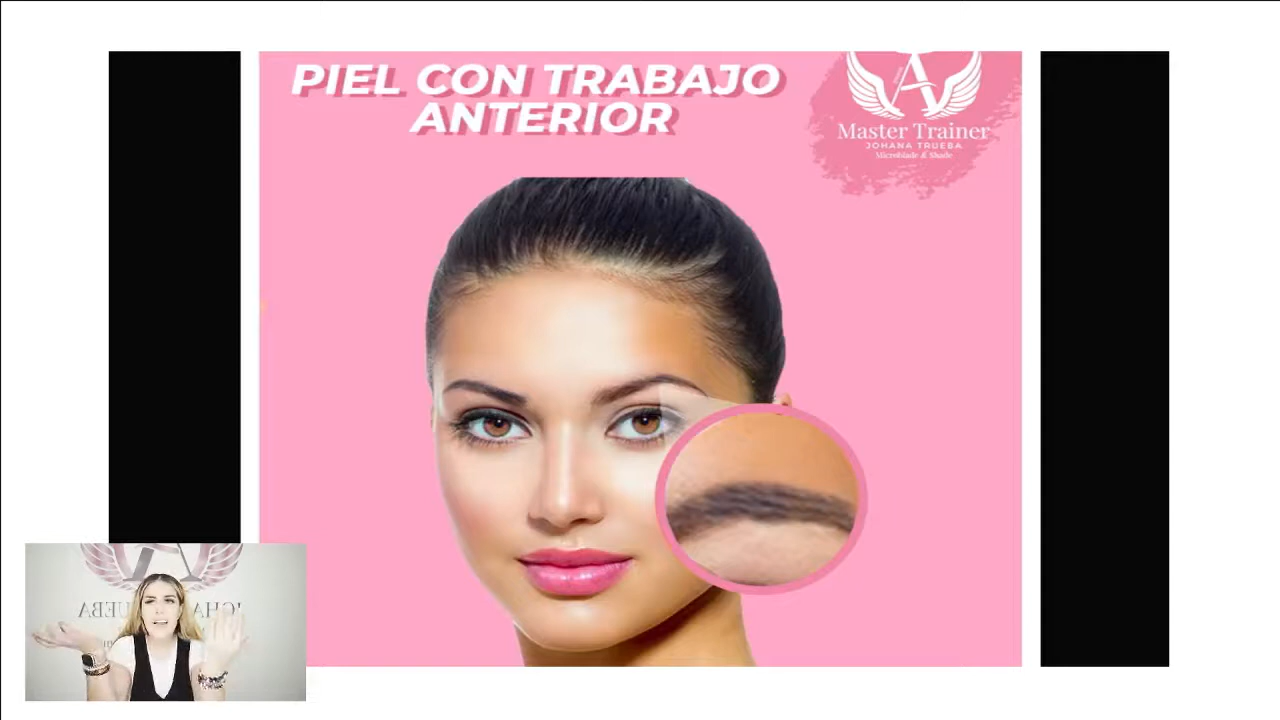 PIEL CON TRABAJO
ANTERIOR
A
Master Trainer
JOHANA TRUEBA
Microblade & Shade